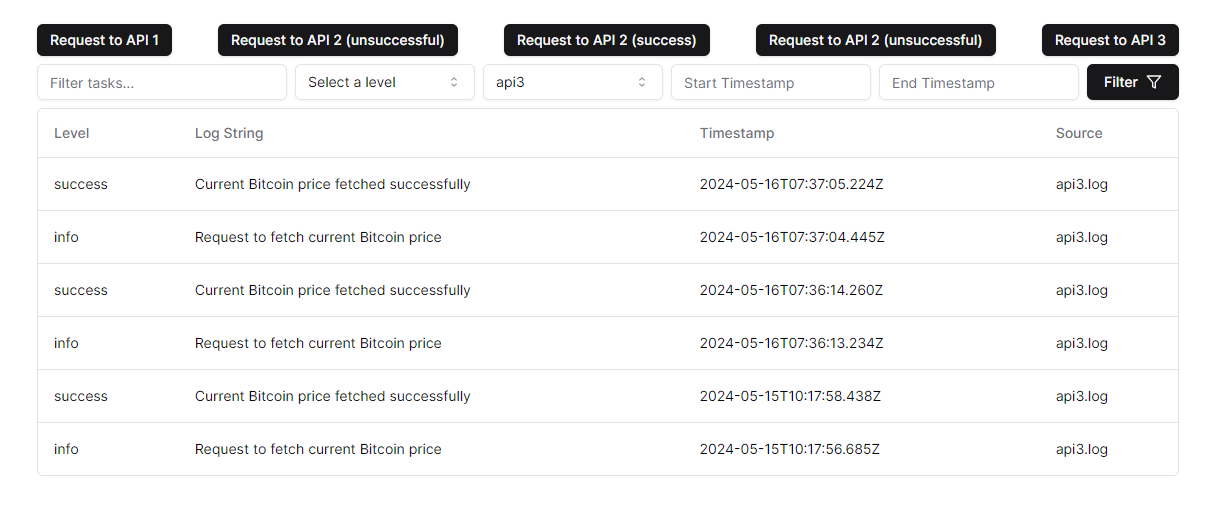 Request to API 1 Request to API 2 (unsuccessful) Request to API 2 (success) Request to API 2 (unsuccessful) Request to API 3
Filter tasks... Select a level api3 Start Timestamp End Timestamp Filter
Level Log String Timestamp Source
success Current Bitcoin price fetched successfully 2024-05-16T07:37:05.224Z api3.log
info Request to fetch current Bitcoin price 2024-05-16T07:37:04.445Z api3.log
success Current Bitcoin price fetched successfully 2024-05-16T07:36:14.260Z api3.log
info Request to fetch current Bitcoin price 2024-05-16T07:36:13.234Z api3.log
success Current Bitcoin price fetched successfully 2024-05-15T10:17:58.438Z api3.log
info Request to fetch current Bitcoin price 2024-05-15T10:17:56.685Z api3.log